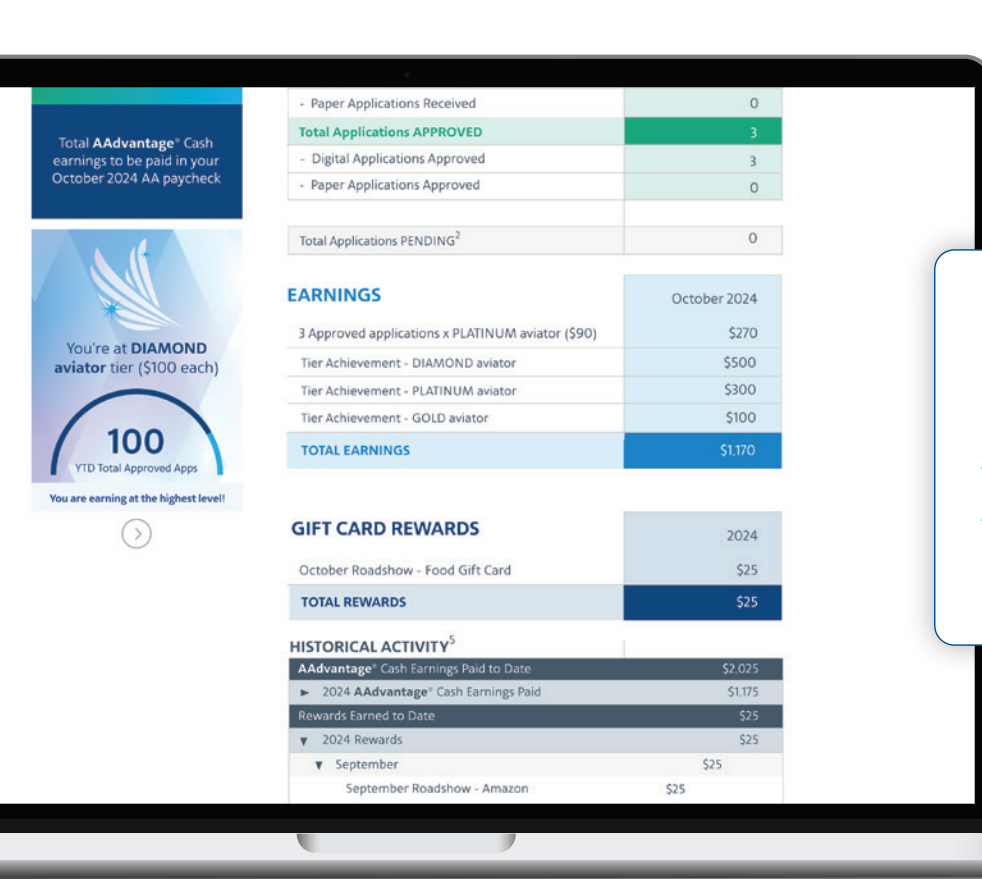 Total AAdvantage® Cash
earnings to be paid in your
October 2024 AA paycheck
You're at DIAMOND
aviator tier ($100 each)
100
YTD Total Approved Apps
You are earning at the highest level!
- Paper Applications Received 0
Total Applications APPROVED 3
- Digital Applications Approved 3
- Paper Applications Approved 0
Total Applications PENDING2 0
EARNINGS October 2024
3 Approved applications x PLATINUM aviator ($90) $270
Tier Achievement - DIAMOND aviator $500
Tier Achievement - PLATINUM aviator $300
Tier Achievement - GOLD aviator $100
TOTAL EARNINGS $1,170
GIFT CARD REWARDS 2024
October Roadshow - Food Gift Card $25
TOTAL REWARDS $25
HISTORICAL ACTIVITY5
AAdvantage® Cash Earnings Paid to Date $2,025
► 2024 AAdvantage® Cash Earnings Paid $1,175
Rewards Earned to Date $25
▼ 2024 Rewards $25
▼ September $25
September Roadshow - Amazon $25